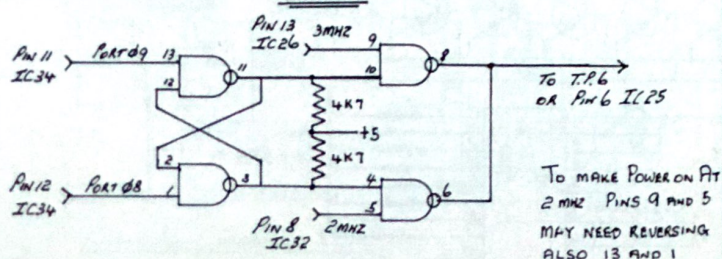 PIN 13
IC26
3MHZ
PIN 11
IC34
PORT Ø9
13
12
11
9
10
8
4K7
+5
4K7
TO T.P.6
OR PIN 6 IC25
PIN 12
IC34
PORT Ø8
2
1
3
4
5
6
PIN 8
IC32
2MHZ
TO MAKE POWER ON AT
2 MHZ PINS 9 AND 5
MAY NEED REVERSING
ALSO 13 AND 1